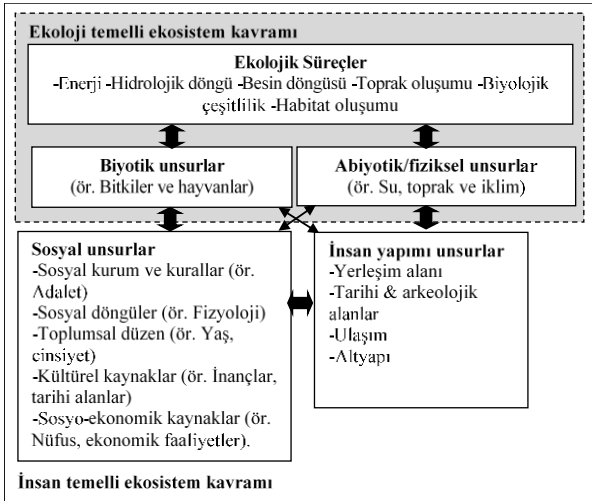 Ekoloji temelli ekosistem kavramı
Ekolojik Süreçler
-Enerji -Hidrolojik döngü -Besin döngüsü -Toprak oluşumu -Biyolojik
çeşitlilik -Habitat oluşumu
Biyotik unsurlar
(ör. Bitkiler ve hayvanlar)
Abiyotik/fiziksel unsurlar
(ör. Su, toprak ve iklim)
Sosyal unsurlar
-Sosyal kurum ve kurallar (ör.
Adalet)
-Sosyal döngüler (ör. Fizyoloji)
-Toplumsal düzen (ör. Yaş,
cinsiyet)
-Kültürel kaynaklar (ör. İnançlar,
tarihi alanlar)
-Sosyo-ekonomik kaynaklar (ör.
Nüfus, ekonomik faaliyetler).
İnsan yapımı unsurlar
-Yerleşim alanı
-Tarihi & arkeolojik
alanlar
-Ulaşım
-Altyapı
İnsan temelli ekosistem kavramı